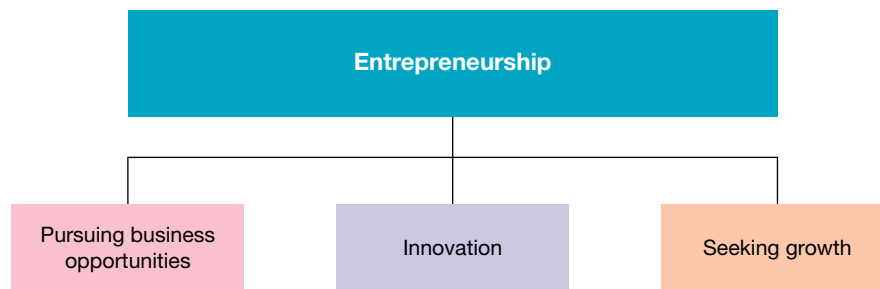 Entrepreneurship
Pursuing business
opportunities
Innovation
Seeking growth